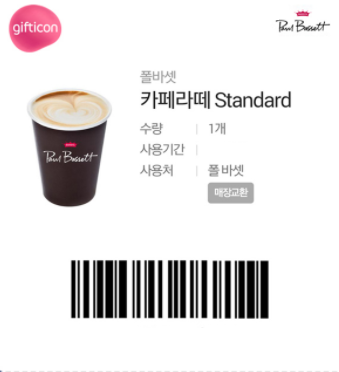 gifticon
Paul Bassett
폴바셋
카페라떼 Standard
수량 | 1개
사용기간 |
사용처 | 폴 바셋
매장교환
Paul Bassett